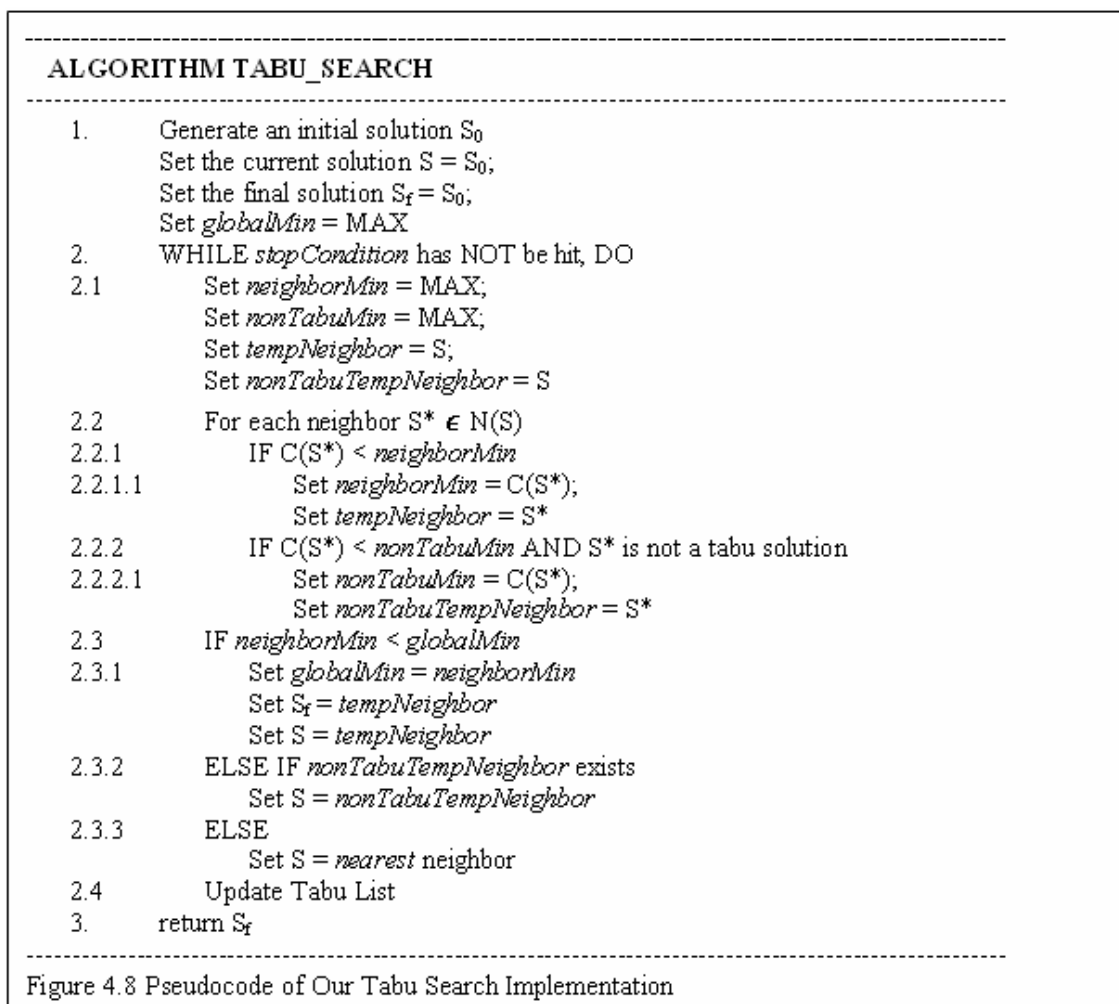 ALGORITHM TABU_SEARCH
1. Generate an initial solution S0
Set the current solution S = S0;
Set the final solution Sf = S0;
Set globalMin = MAX
2. WHILE stopCondition has NOT be hit, DO
2.1 Set neighborMin = MAX;
Set nonTabuMin = MAX;
Set tempNeighbor = S;
Set nonTabuTempNeighbor = S
2.2 For each neighbor S* ϵ N(S)
2.2.1 IF C(S*) < neighborMin
2.2.1.1 Set neighborMin = C(S*);
Set tempNeighbor = S*
2.2.2 IF C(S*) < nonTabuMin AND S* is not a tabu solution
2.2.2.1 Set nonTabuMin = C(S*);
Set nonTabuTempNeighbor = S*
2.3 IF neighborMin < globalMin
2.3.1 Set globalMin = neighborMin
Set Sf = tempNeighbor
Set S = tempNeighbor
2.3.2 ELSE IF nonTabuTempNeighbor exists
Set S = nonTabuTempNeighbor
2.3.3 ELSE
Set S = nearest neighbor
2.4 Update Tabu List
3. return Sf
Figure 4.8 Pseudocode of Our Tabu Search Implementation